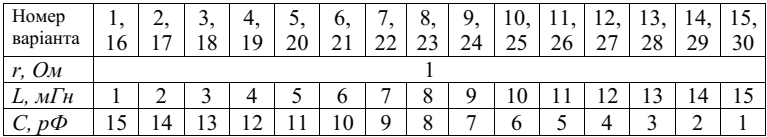 Номер варіанта 1, 16 2, 17 3, 18 4, 19 5, 20 6, 21 7, 22 8, 23 9, 24 10, 25 11, 26 12, 27 13, 28 14, 29 15, 30
r, Ом 1
L, мГн 1 2 3 4 5 6 7 8 9 10 11 12 13 14 15
C, рФ 15 14 13 12 11 10 9 8 7 6 5 4 3 2 1